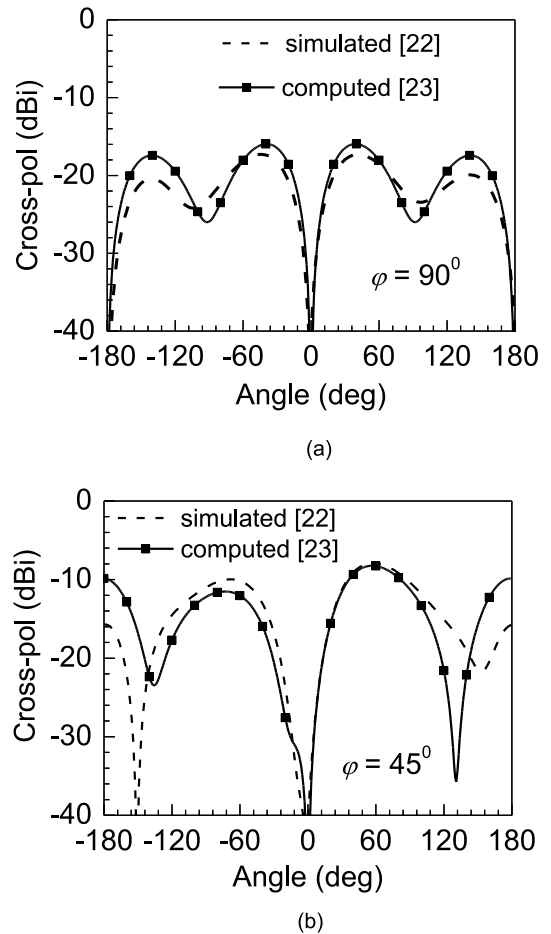 0
-10
-20
-30
-40
Cross-pol (dBi)
simulated [22]
computed [23]
φ = 90⁰
-180 -120 -60 0 60 120 180
Angle (deg)
(a)
0
-10
-20
-30
-40
Cross-pol (dBi)
simulated [22]
computed [23]
φ = 45⁰
-180 -120 -60 0 60 120 180
Angle (deg)
(b)